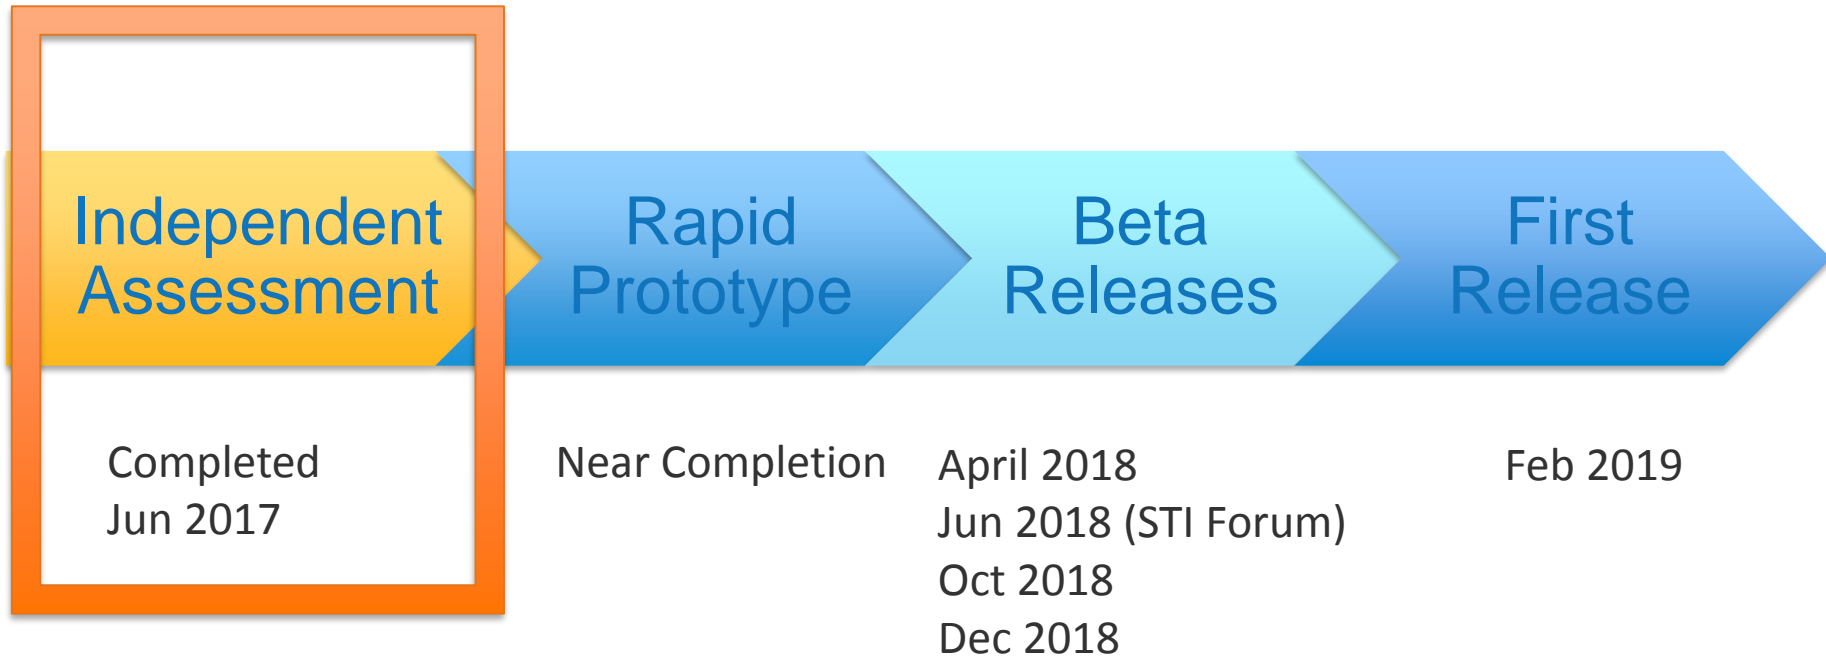 Independent
Assessment
Rapid
Prototype
Beta
Releases
First
Release
Completed
Jun 2017
Near Completion
April 2018
Jun 2018 (STI Forum)
Oct 2018
Dec 2018
Feb 2019